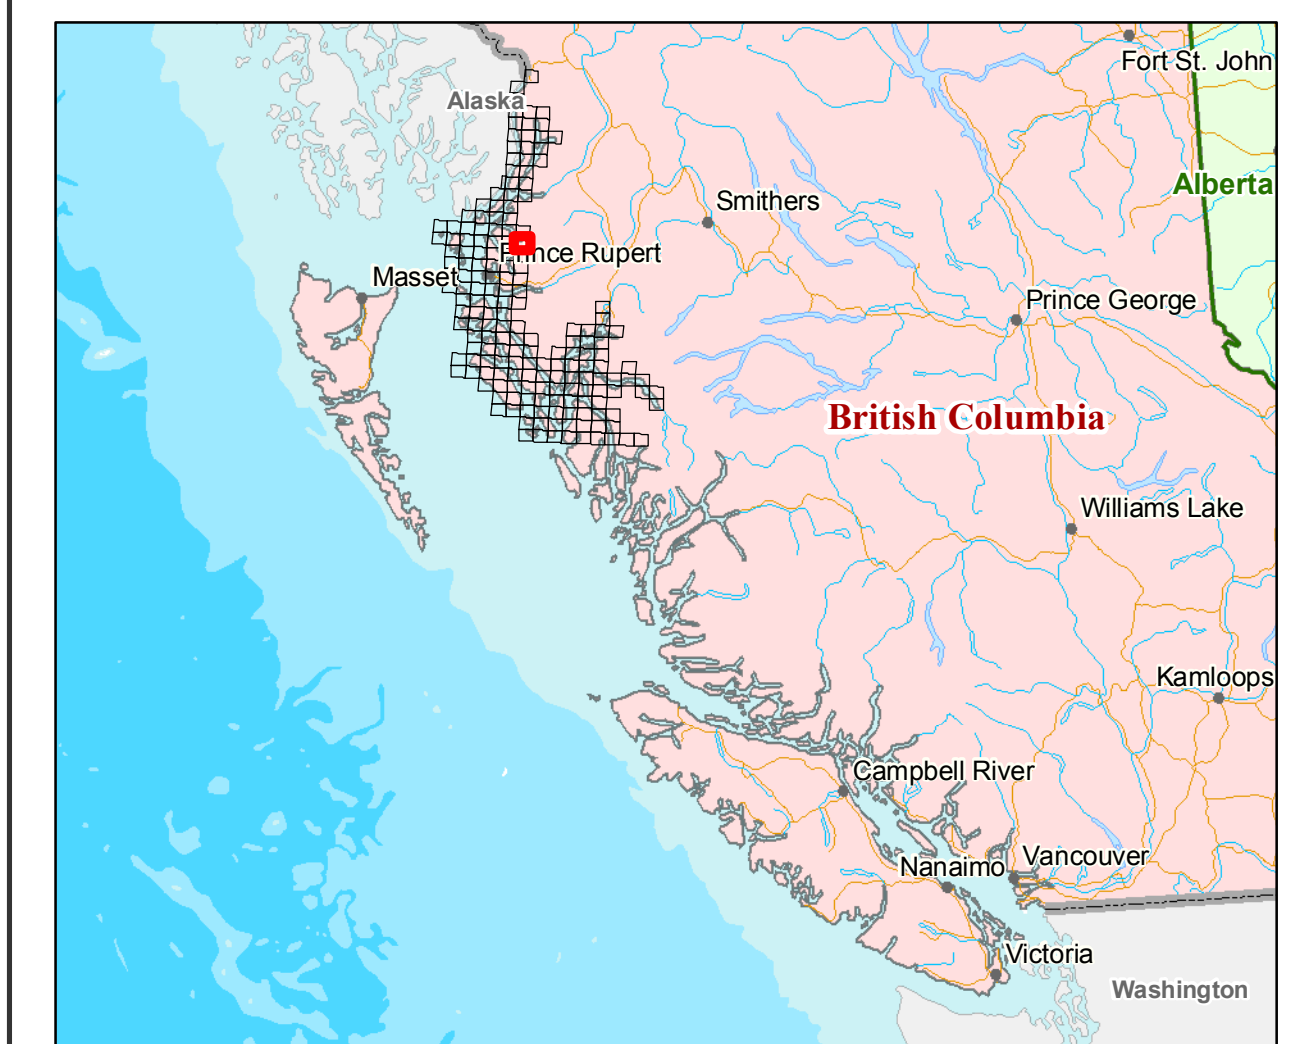 Fort St. John
Alaska
Alberta
Smithers
Prince Rupert
Masset
Prince George
British Columbia
Williams Lake
Kamloops
Campbell River
Vancouver
Nanaimo
Victoria
Washington